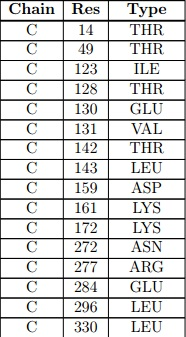 Chain Res Type
C 14 THR
C 49 THR
C 123 ILE
C 128 THR
C 130 GLU
C 131 VAL
C 142 THR
C 143 LEU
C 159 ASP
C 161 LYS
C 172 LYS
C 272 ASN
C 277 ARG
C 284 GLU
C 296 LEU
C 330 LEU